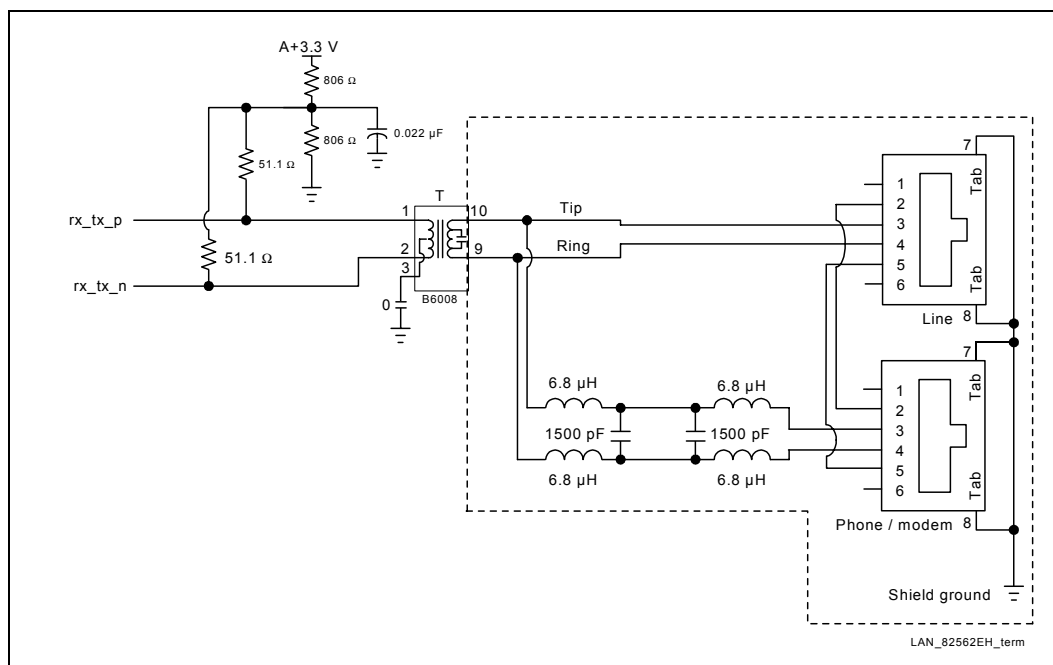 A+3.3 V
806 Ω
806 Ω
0.022 µF
51.1 Ω
rx_tx_p
51.1 Ω
rx_tx_n
T
1
10
2
9
3
0
B6008
Tip
Ring
7
Tab
1
2
3
4
5
6
Tab
Line
8
7
Tab
1
2
3
4
5
6
Tab
Phone / modem
8
6.8 µH
6.8 µH
1500 pF
1500 pF
6.8 µH
6.8 µH
Shield ground
LAN_82562EH_term